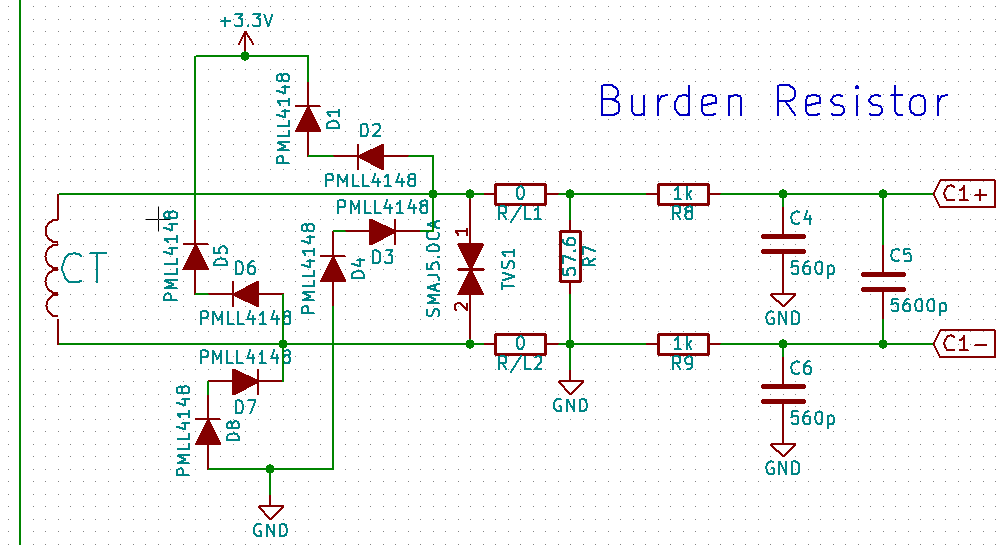 +3.3V
Burden Resistor
PMLL4148
D1
D2
PMLL4148
PMLL4148
D3
CT
PMLL4148
D5
D6
PMLL4148
PMLL4148
D4
SMAJ5.0CA
1
2
TVS1
0
R/L1
57.6
R7
1k
R8
C4
560p
GND
C5
5600p
C1+
PMLL4148
D7
PMLL4148
D8
GND
0
R/L2
GND
1k
R9
C6
560p
GND
C1-